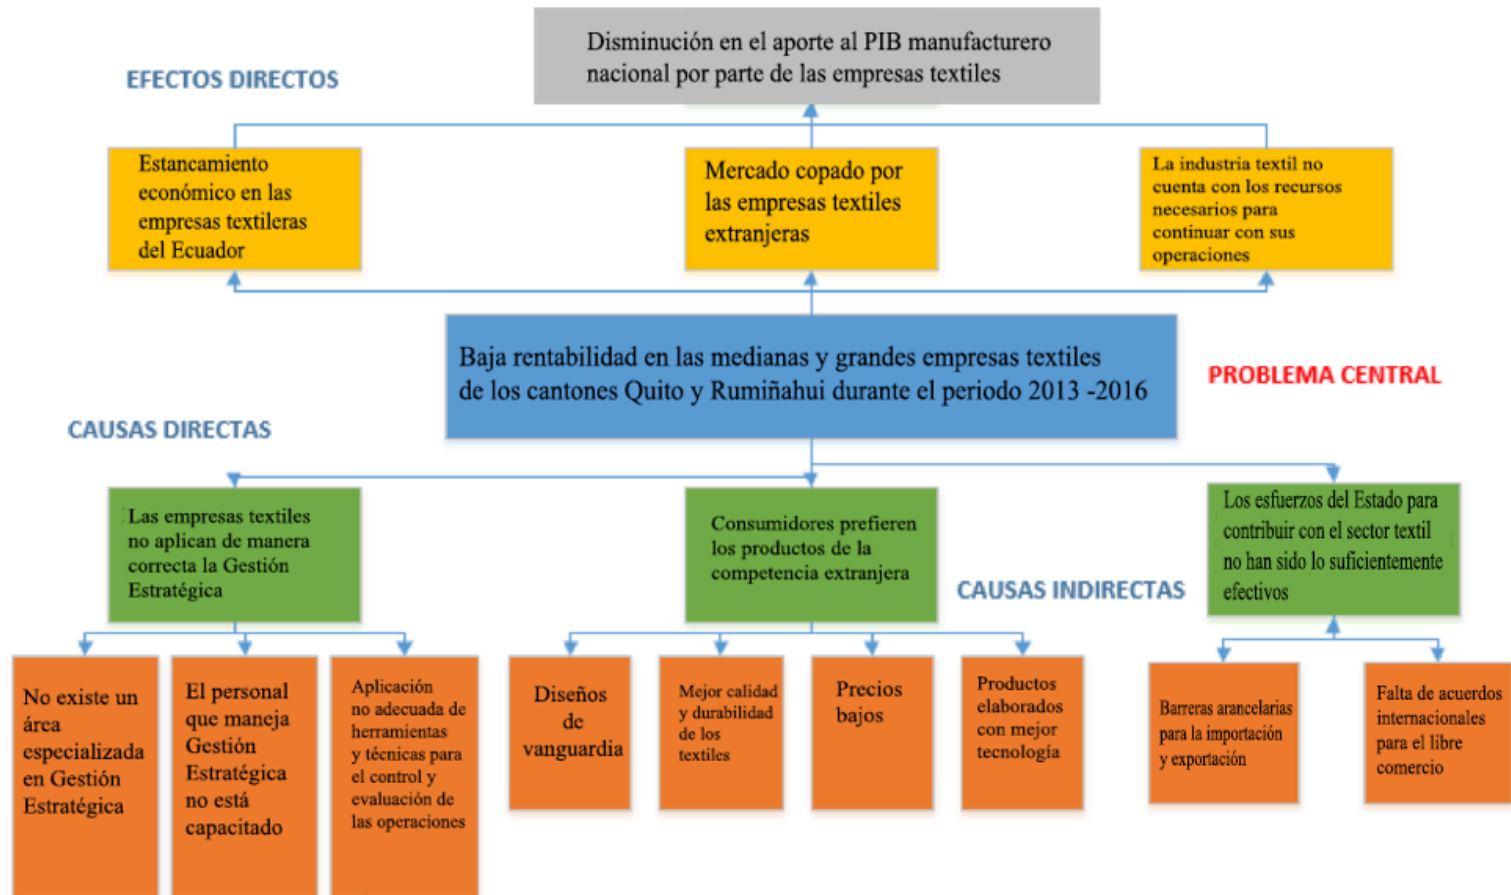 Disminución en el aporte al PIB manufacturero
nacional por parte de las empresas textiles
EFECTOS DIRECTOS
Estancamiento
económico en las
empresas textileras
del Ecuador
Mercado copado por
las empresas textiles
extranjeras
La industria textil no
cuenta con los recursos
necesarios para
continuar con sus
operaciones
Baja rentabilidad en las medianas y grandes empresas textiles
de los cantones Quito y Rumiñahui durante el periodo 2013 -2016
PROBLEMA CENTRAL
CAUSAS DIRECTAS
Las empresas textiles
no aplican de manera
correcta la Gestión
Estratégica
Consumidores prefieren
los productos de la
competencia extranjera
Los esfuerzos del Estado para
contribuir con el sector textil
no han sido lo suficientemente
efectivos
CAUSAS INDIRECTAS
No existe un
área
especializada
en Gestión
Estratégica
El personal
que maneja
Gestión
Estratégica
no está
capacitado
Aplicación
no adecuada de
herramientas
y técnicas para
el control y
evaluación de
las operaciones
Diseños
de
vanguardia
Mejor calidad
y durabilidad
de los
textiles
Precios
bajos
Productos
elaborados
con mejor
tecnología
Barreras arancelarias
para la importación
y exportación
Falta de acuerdos
internacionales
para el libre
comercio